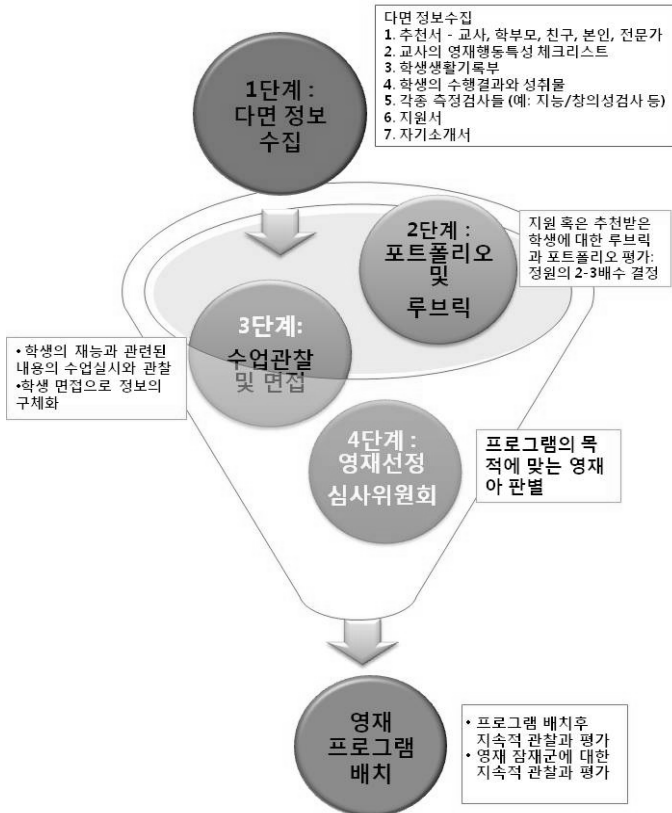 다면 정보수집
1. 추천서 - 교사, 학부모, 친구, 본인, 전문가
2. 교사의 영재행동특성 체크리스트
3. 학생생활기록부
4. 학생의 수행결과와 성취물
5. 각종 측정검사들 (예: 지능/창의성검사 등)
6. 지원서
7. 자기소개서
1단계 :
다면 정보
수집
2단계 :
포트폴리오
및
루브릭
지원 혹은 추천받은
학생에 대한 루브릭
과 포트폴리오 평가:
정원의 2-3배수 결정
3단계:
수업관찰
및 면접
• 학생의 재능과 관련된
내용의 수업실시와 관찰
•학생 면접으로 정보의
구체화
4단계 :
영재선정
심사위원회
프로그램의 목
적에 맞는 영재
아 판별
영재
프로그램
배치
• 프로그램 배치후
지속적 관찰과 평가
• 영재 잠재군에 대한
지속적 관찰과 평가